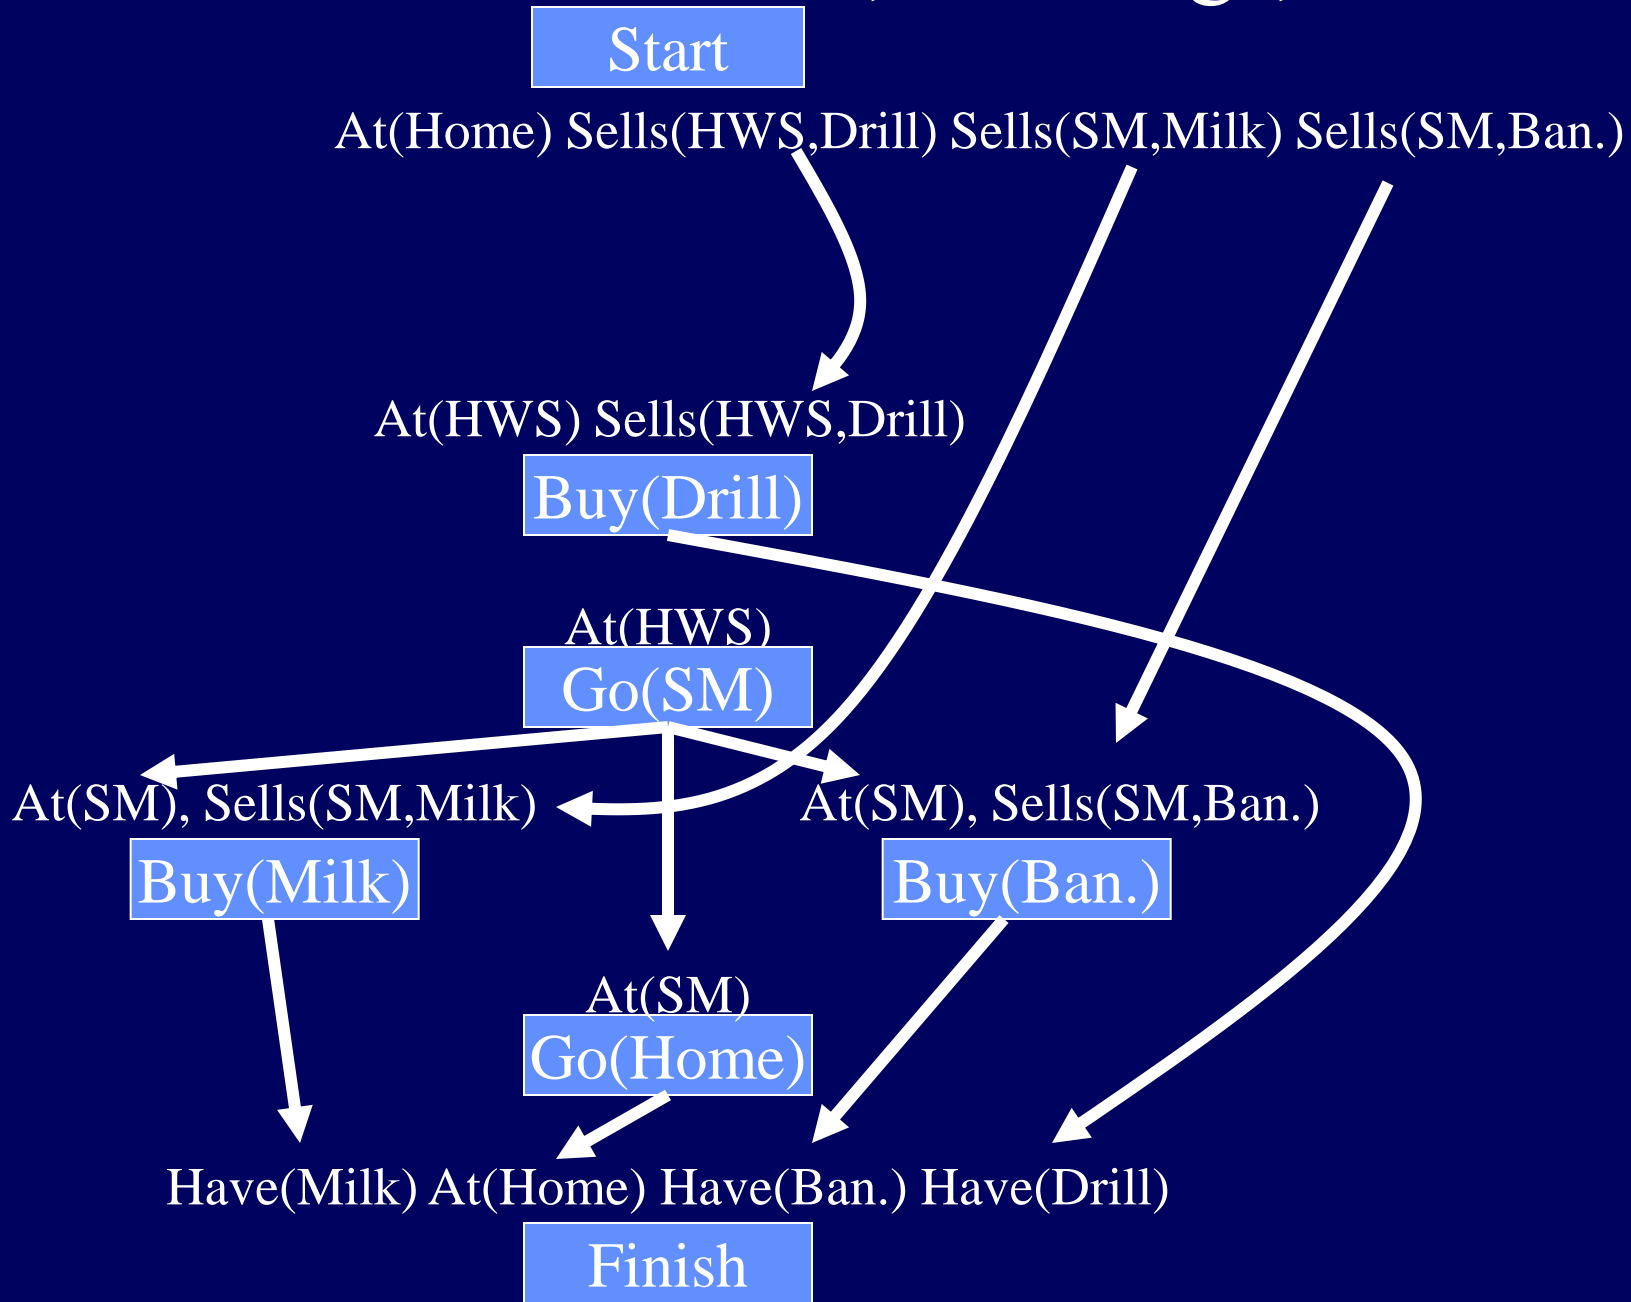 Start
At(Home) Sells(HWS,Drill) Sells(SM,Milk) Sells(SM,Ban.)
At(HWS) Sells(HWS,Drill)
Buy(Drill)
At(HWS)
Go(SM)
At(SM), Sells(SM,Milk)
At(SM), Sells(SM,Ban.)
Buy(Milk)
Buy(Ban.)
At(SM)
Go(Home)
Have(Milk) At(Home) Have(Ban.) Have(Drill)
Finish